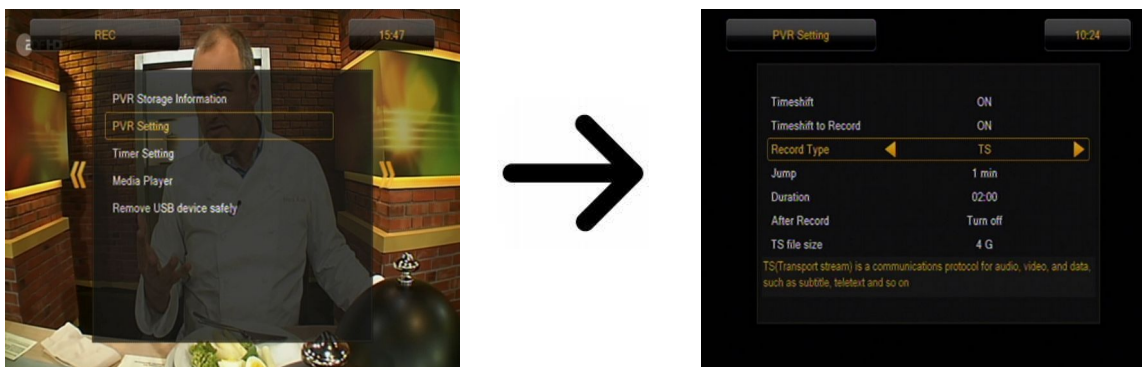 REC
15:47
PVR Storage Information
PVR Setting
Timer Setting
Media Player
Remove USB device safely
PVR Setting
10:24
Timeshift ON
Timeshift to Record ON
Record Type TS
Jump 1 min
Duration 02:00
After Record Turn off
TS file size 4 G
TS(Transport stream) is a communications protocol for audio, video, and data,
such as subtitle, teletext and so on